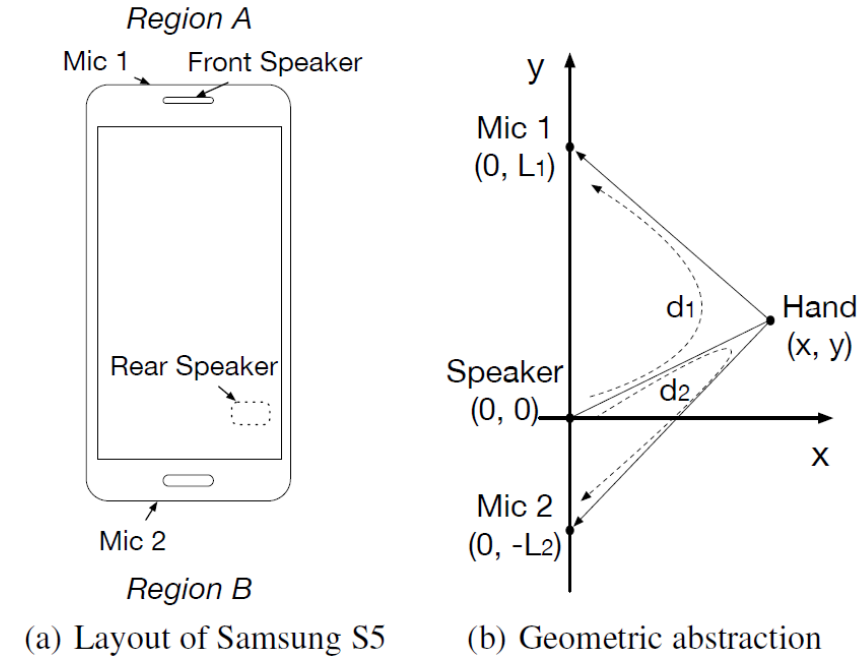 Region A
Mic 1
Front Speaker
Rear Speaker
Mic 2
Region B
(a) Layout of Samsung S5
y
Mic 1
(0, L1)
d1
Hand
(x, y)
Speaker
(0, 0)
d2
x
Mic 2
(0, -L2)
(b) Geometric abstraction